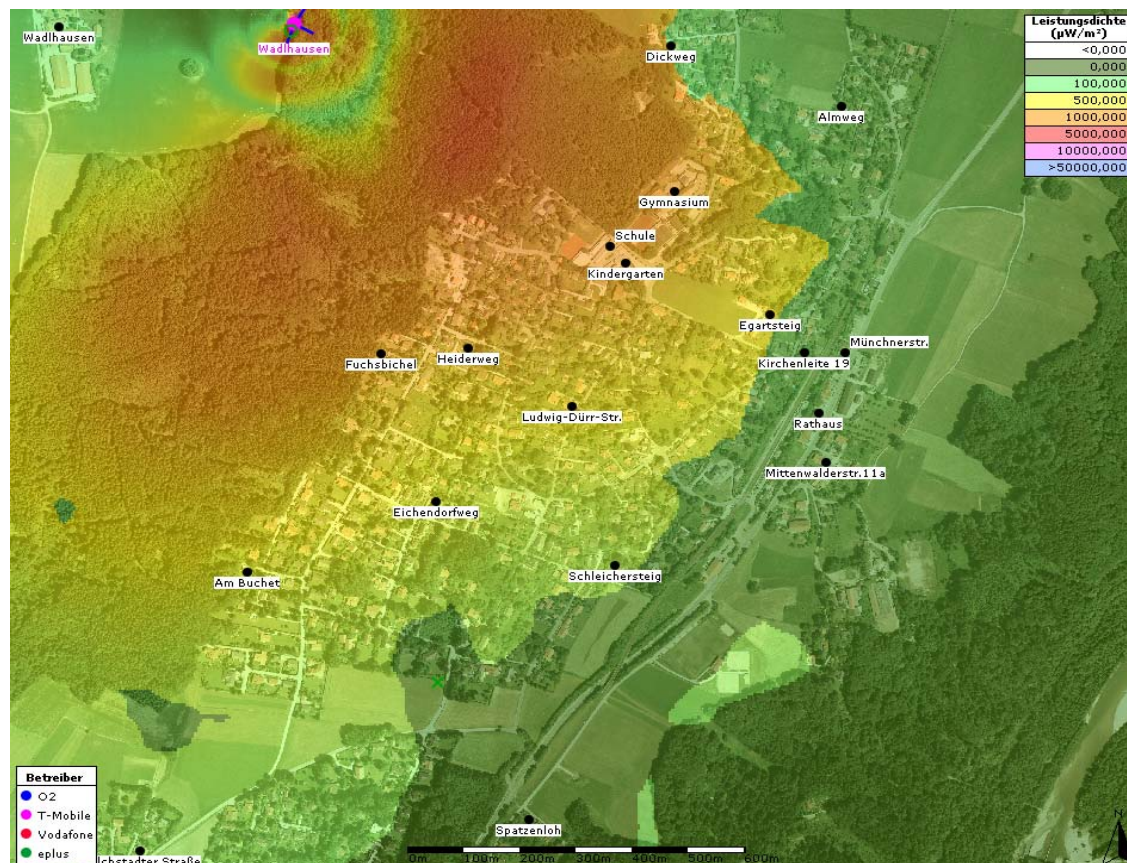 Wadlhausen
Wadlhausen
Dickweg
Almweg
Leistungsdichte
(µW/m²)
<0,000
0,000
100,000
500,000
1000,000
5000,000
10000,000
>50000,000
Gymnasium
Schule
Kindergarten
Egartsteig
Münchnerstr.
Kirchenleite 19
Fuchsbichel
Heiderweg
Ludwig-Dürr-Str.
Rathaus
Mittenwalderstr.11a
Eichendorfweg
Am Buchet
Schleichersteig
Betreiber
O2
T-Mobile
Vodafone
eplus
lchstadter Straße
Spatzenloh
0m 100m 200m 300m 400m 500m 600m
N